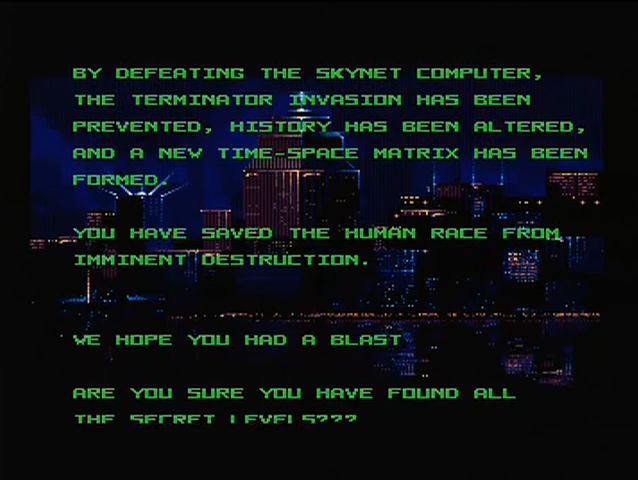 BY DEFEATING THE SKYNET COMPUTER,
THE TERMINATOR INVASION HAS BEEN
PREVENTED, HISTORY HAS BEEN ALTERED,
AND A NEW TIME-SPACE MATRIX HAS BEEN
FORMED.
YOU HAVE SAVED THE HUMAN RACE FROM
IMMINENT DESTRUCTION.
WE HOPE YOU HAD A BLAST
ARE YOU SURE YOU HAVE FOUND ALL
THE SECRET LEVELS???